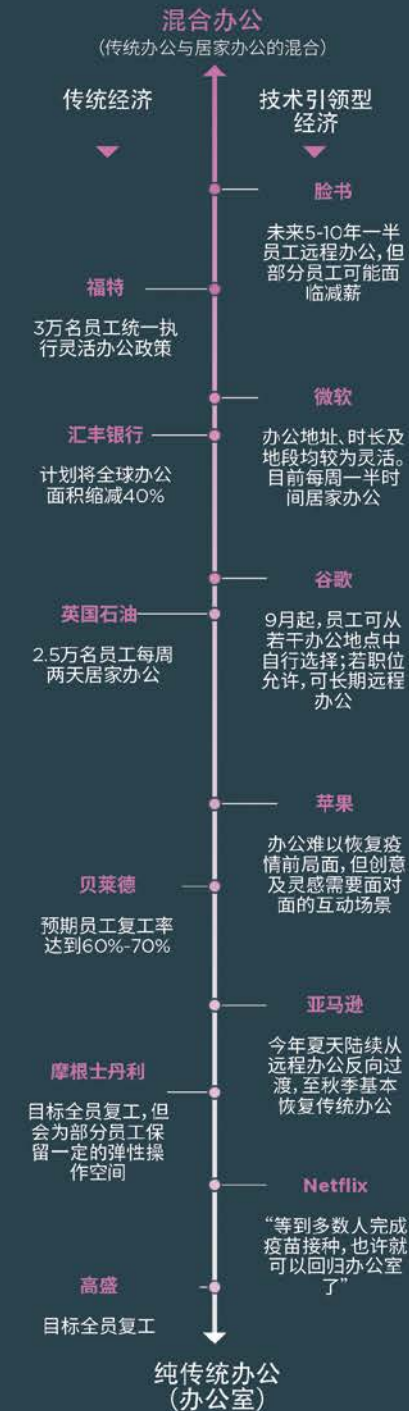 混合办公
(传统办公与居家办公的混合)
传统经济
技术引领型
经济
脸书
未来5-10年一半
员工远程办公,但
部分员工可能面
临减薪
福特
3万名员工统一执
行灵活办公政策
微软
办公地址、时长及
地段均较为灵活。
目前每周一半时
间居家办公
汇丰银行
计划将全球办公
面积缩减40%
谷歌
9月起,员工可从
若干办公地点中
自行选择;若职位
允许,可长期远程
办公
英国石油
2.5万名员工每周
两天居家办公
苹果
办公难以恢复疫
情前局面,但创意
及灵感需要面对
面的互动场景
贝莱德
预期员工复工率
达到60%-70%
亚马逊
今年夏天陆续从
远程办公反向过
渡,至秋季基本
恢复传统办公
摩根士丹利
目标全员复工,但
会为部分员工保
留一定的弹性操
作空间
Netflix
“等到多数人完成
疫苗接种,也许就
可以回归办公室
了”
高盛
目标全员复工
纯传统办公
(办公室)